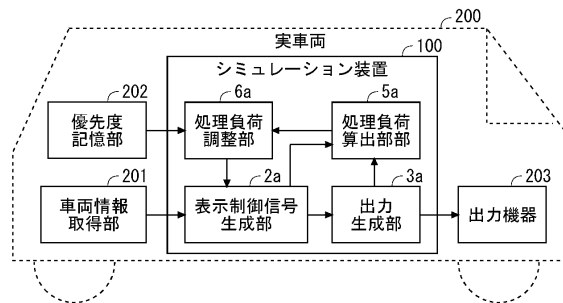 200
実車両
100
シミュレーション装置
202
優先度
記憶部
6a
処理負荷
調整部
5a
処理負荷
算出部部
201
車両情報
取得部
2a
表示制御信号
生成部
3a
出力
生成部
203
出力機器